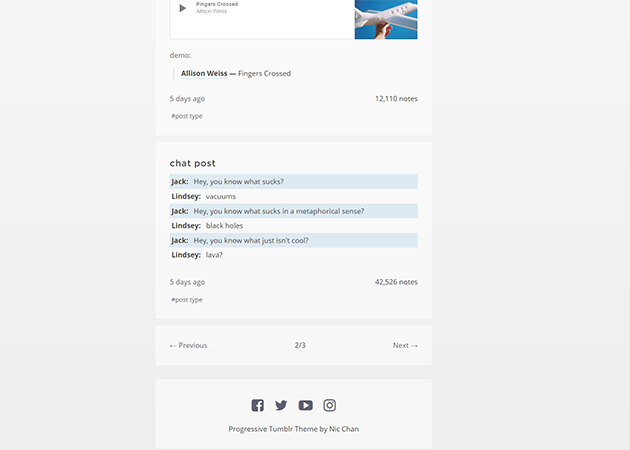 Fingers Crossed
Allison Weiss
demo:
Allison Weiss — Fingers Crossed
5 days ago 12,110 notes
#post type
chat post
Jack: Hey, you know what sucks?
Lindsey: vacuums
Jack: Hey, you know what sucks in a metaphorical sense?
Lindsey: black holes
Jack: Hey, you know what just isn't cool?
Lindsey: lava?
5 days ago 42,526 notes
#post type
← Previous 2/3 Next →
Progressive Tumblr Theme by Nic Chan